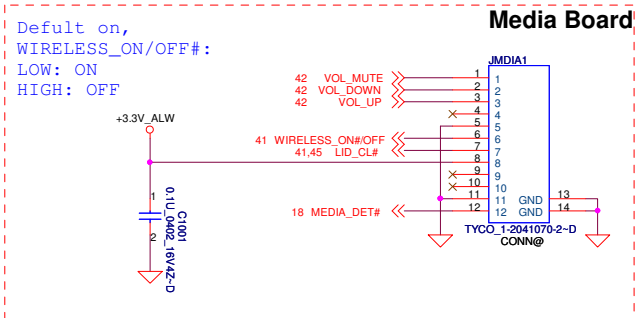 Media Board
Defult on,
WIRELESS_ON/OFF#:
LOW: ON
HIGH: OFF
+3.3V_ALW
1
2
C1001
0.1U_0402_16V4Z~D
JMDIA1
42 VOL_MUTE 1 1
42 VOL_DOWN 2 2
42 VOL_UP 3 3
4 4
5 5
41 WIRELESS_ON#/OFF 6 6
41,45 LID_CL# 7 7
8 8
9 9
10 10
11 11 GND 13
18 MEDIA_DET# 12 12 GND 14
TYCO_1-2041070-2~D
CONN@